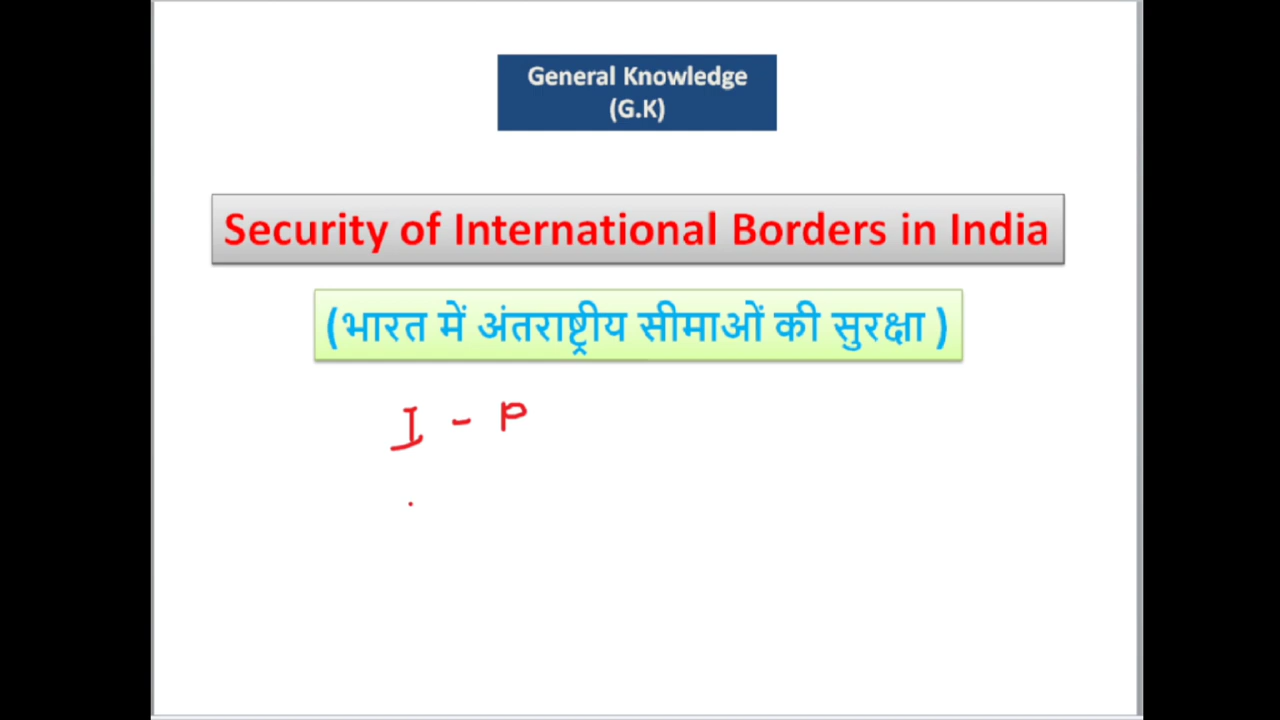 General Knowledge
(G.K)
Security of International Borders in India
(भारत में अंतराष्ट्रीय सीमाओं की सुरक्षा )
I - P